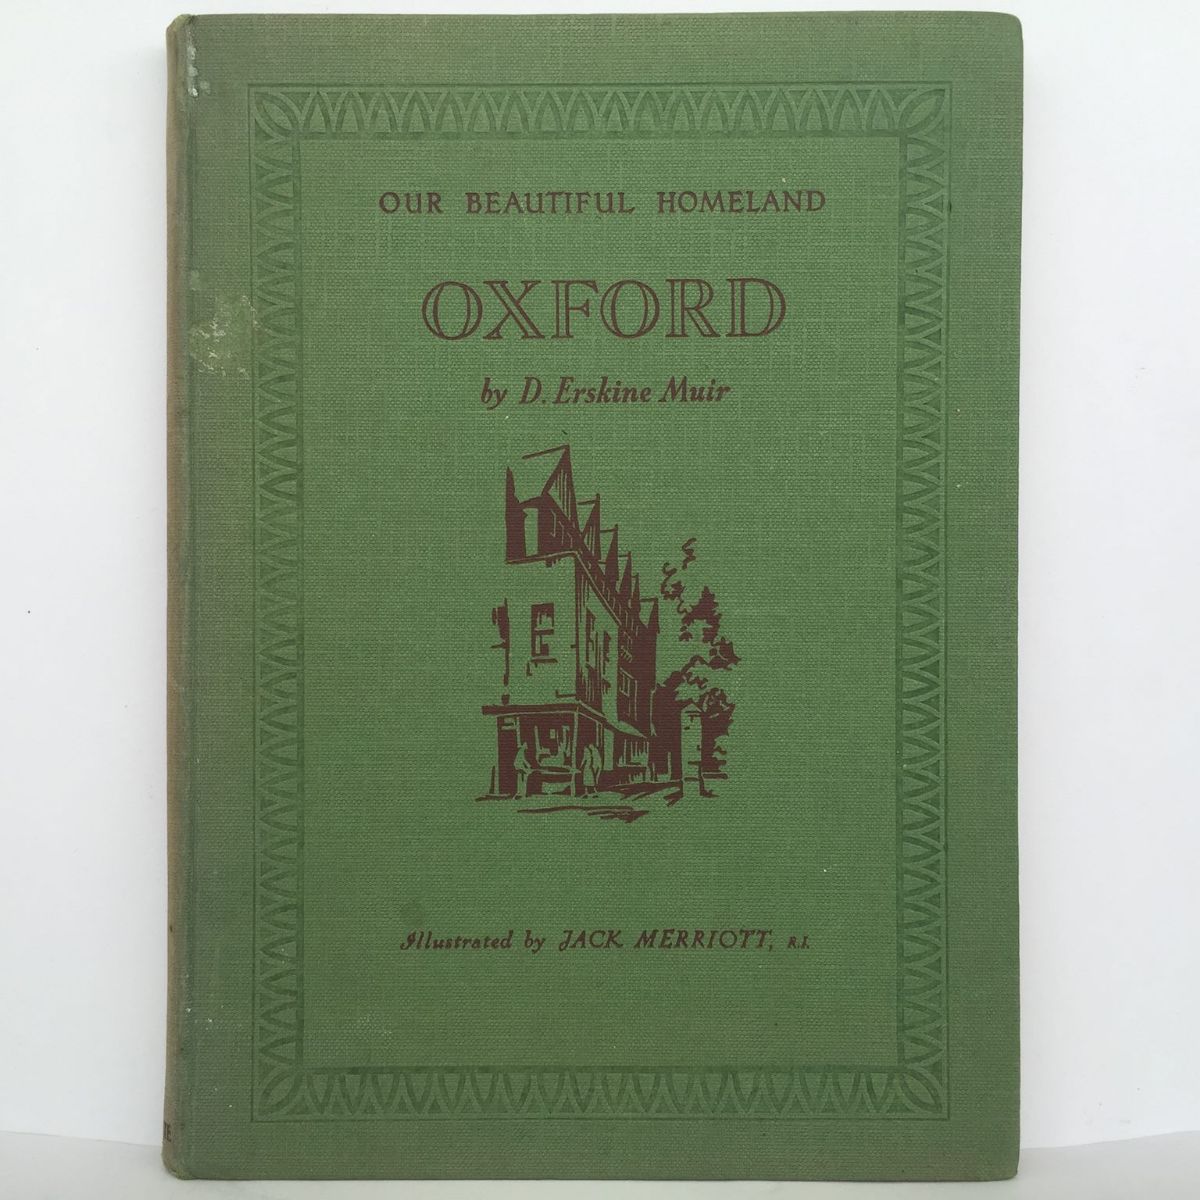 OUR BEAUTIFUL HOMELAND
OXFORD
by D. Erskine Muir
Illustrated by JACK MERRIOTT, R.I.